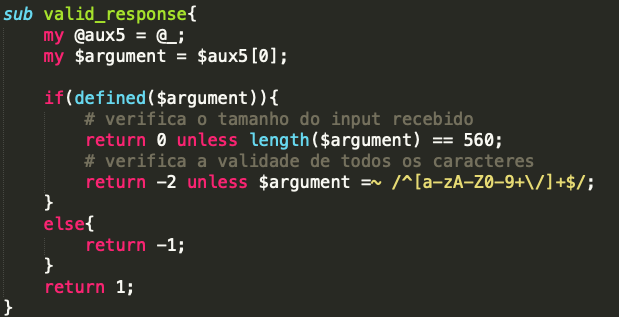 sub valid_response{
    my @aux5 = @_;
    my $argument = $aux5[0];

    if(defined($argument)){
        # verifica o tamanho do input recebido
        return 0 unless length($argument) == 560;
        # verifica a validade de todos os caracteres
        return -2 unless $argument =~ /^[a-zA-Z0-9+\/]+$/;
    }
    else{
        return -1;
    }
    return 1;
}